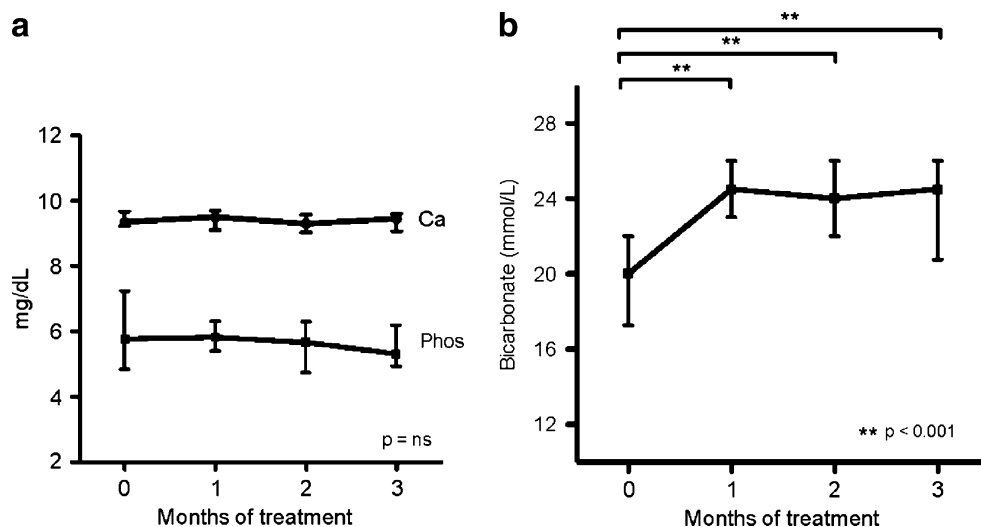 a
12
10
8
6
4
2
mg/dL
Ca
Phos
p = ns
0 1 2 3
Months of treatment
b
**
**
**
28
24
20
16
12
Bicarbonate (mmol/L)
** p < 0.001
0 1 2 3
Months of treatment